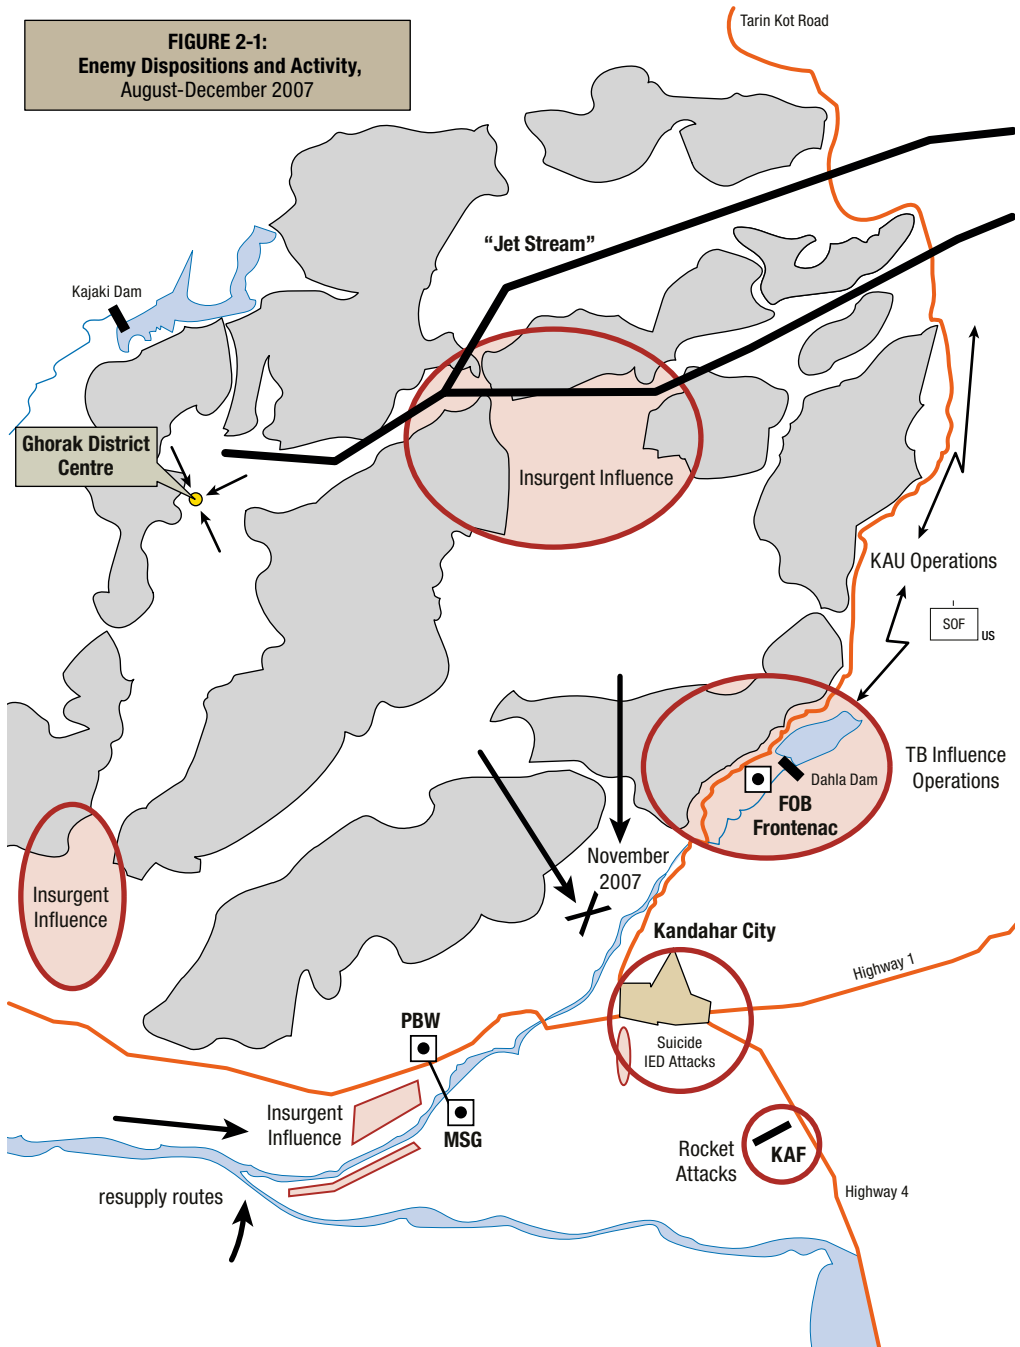 FIGURE 2-1:
Enemy Dispositions and Activity,
August-December 2007
Tarin Kot Road
“Jet Stream”
Kajaki Dam
Ghorak District
Centre
Insurgent Influence
KAU Operations
SOF
US
TB Influence
Operations
Dahla Dam
FOB
Frontenac
November
2007
Insurgent
Influence
Kandahar City
Highway 1
PBW
Suicide
IED Attacks
Insurgent
Influence
MSG
Rocket
Attacks
KAF
resupply routes
Highway 4